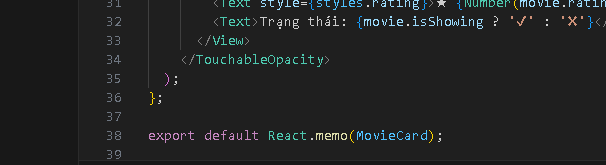 31 <Text style={styles.rating}>★ {Number(movie.ratin
32 <Text>Trạng thái: {movie.isShowing ? '✓' : '✗'}</
33 </View>
34 </TouchableOpacity>
35 );
36 };
37
38 export default React.memo(MovieCard);
39